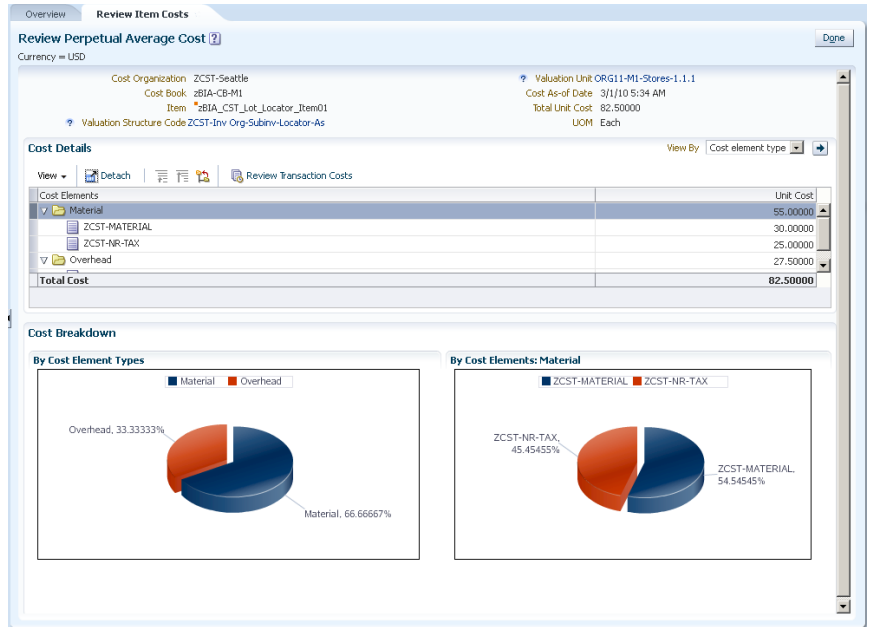 Overview Review Item Costs
Review Perpetual Average Cost ?
Done
Currency = USD
Cost Organization ZCST-Seattle
Cost Book zBIA-CB-M1
Item *zBIA_CST_Lot_Locator_Item01
? Valuation Structure Code ZCST-Inv Org-Subinv-Locator-As
? Valuation Unit ORG11-M1-Stores-1.1.1
Cost As-of Date 3/1/10 5:34 AM
Total Unit Cost 82.50000
UOM Each
Cost Details
View By Cost element type
View Detach Review Transaction Costs
Cost Elements Unit Cost
Material 55.00000
ZCST-MATERIAL 30.00000
ZCST-NR-TAX 25.00000
Overhead 27.50000
Total Cost 82.50000
Cost Breakdown
By Cost Element Types
Material Overhead
Overhead, 33.33333%
Material, 66.66667%
By Cost Elements: Material
ZCST-MATERIAL ZCST-NR-TAX
ZCST-NR-TAX,
45.45455%
ZCST-MATERIAL,
54.54545%